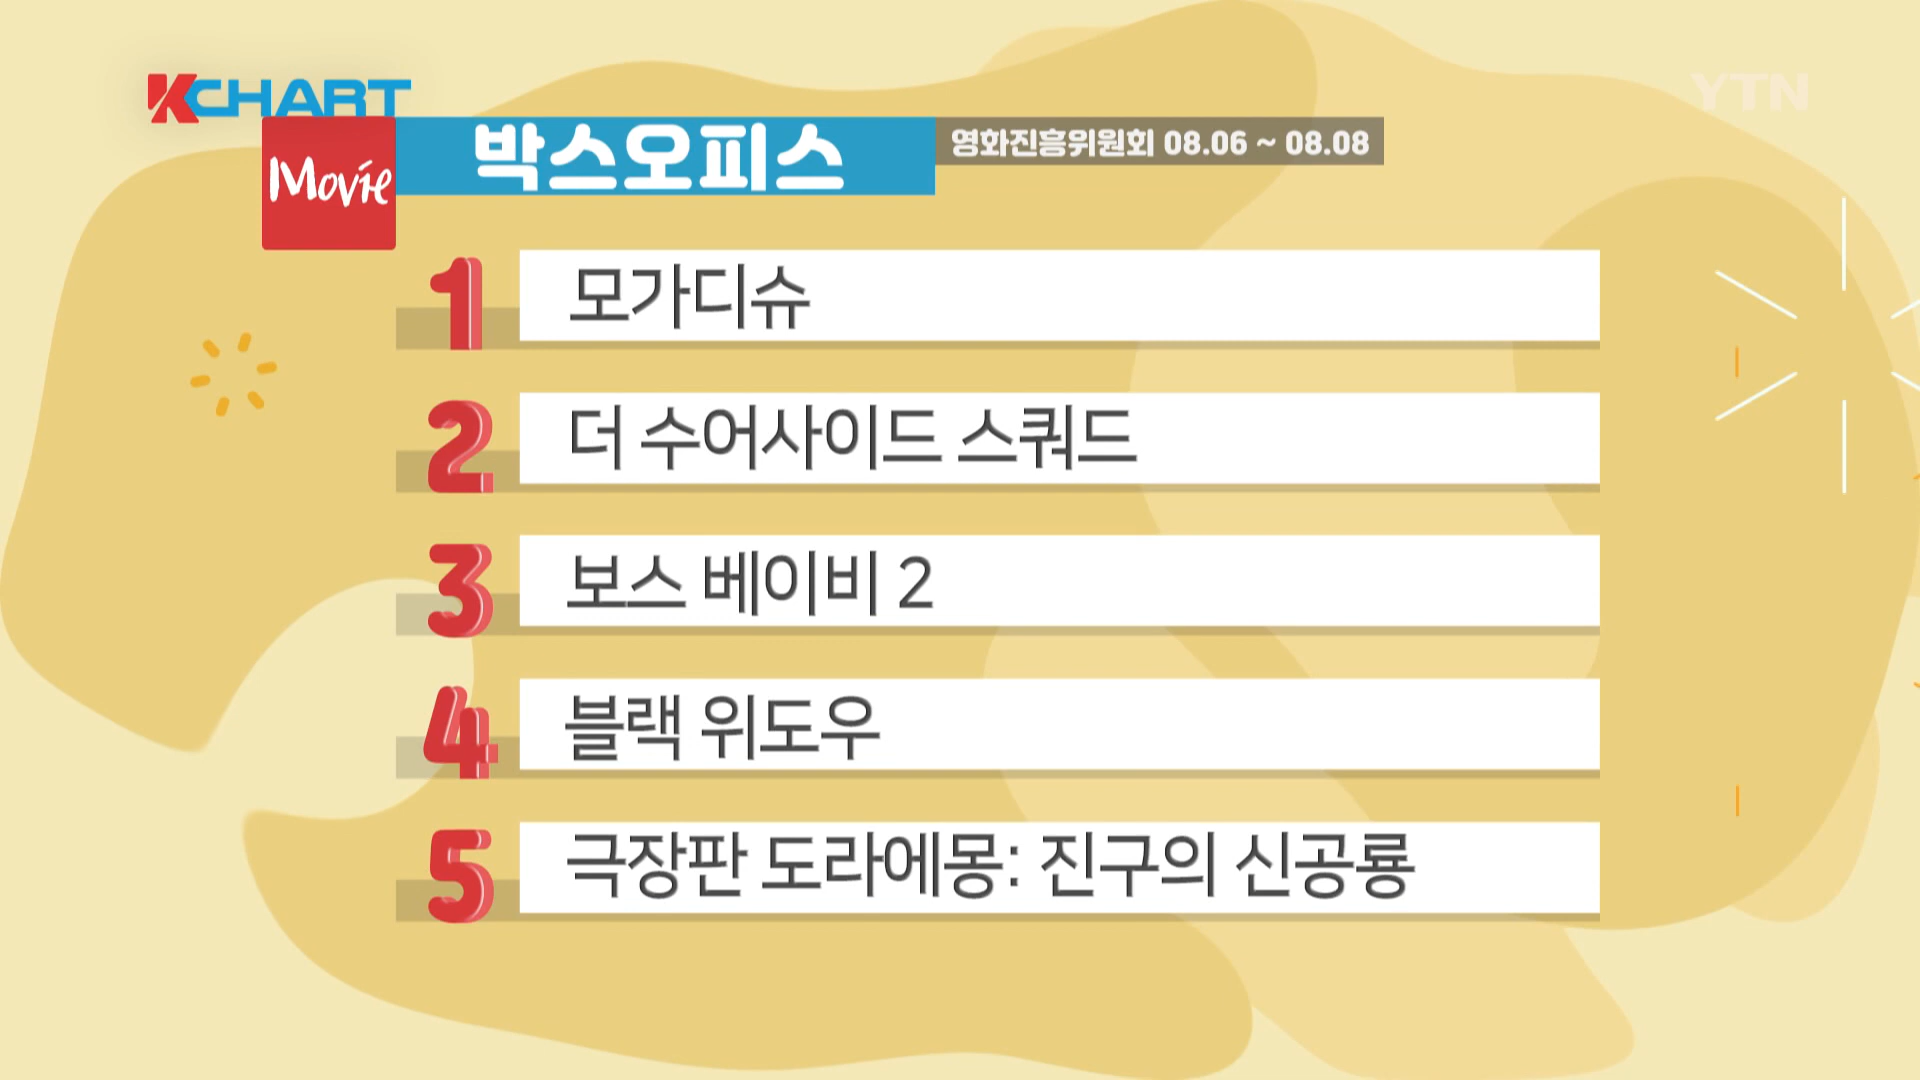 KCHART
YTN
Movie
박스오피스
영화진흥위원회 08.06 ~ 08.08
1 모가디슈
2 더 수어사이드 스쿼드
3 보스 베이비 2
4 블랙 위도우
5 극장판 도라에몽: 진구의 신공룡